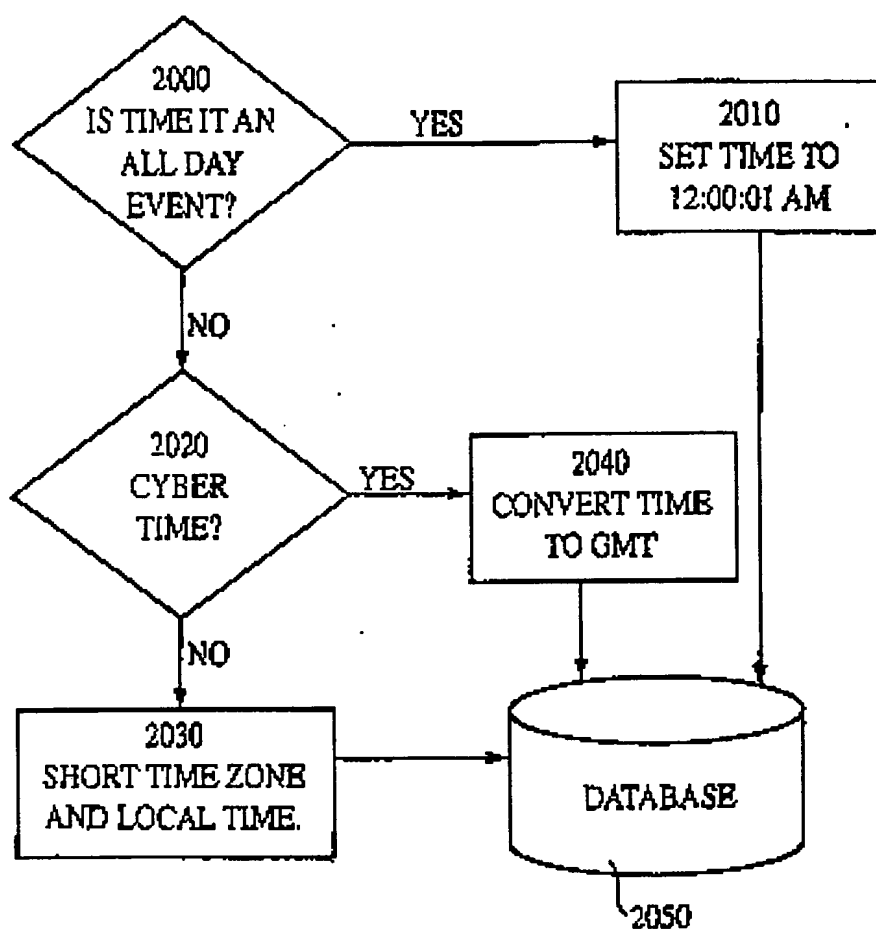 2000
IS TIME IT AN
ALL DAY
EVENT?
YES
2010
SET TIME TO
12:00:01 AM
NO
2020
CYBER
TIME?
YES
2040
CONVERT TIME
TO GMT
NO
2030
SHORT TIME ZONE
AND LOCAL TIME.
DATABASE
2050